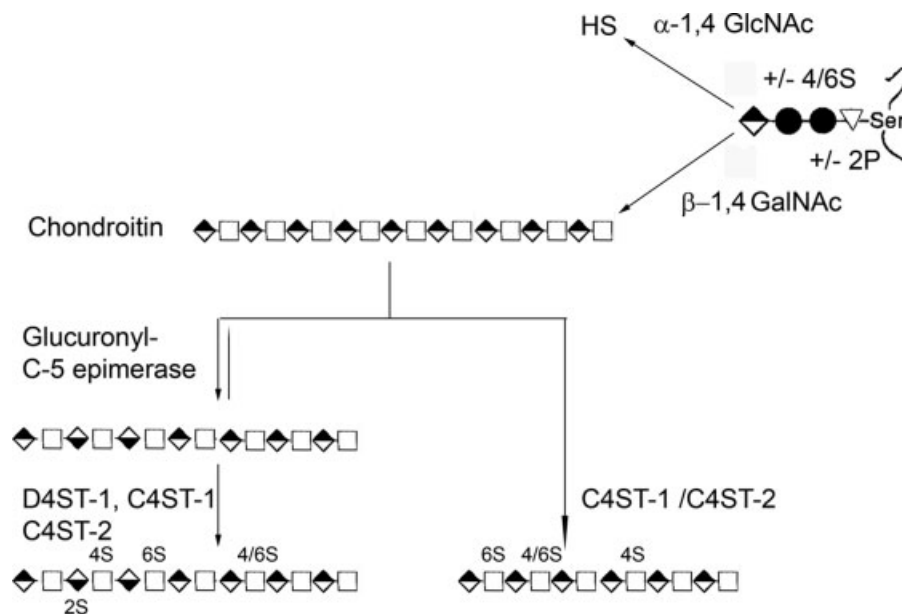 HS
α-1,4 GlcNAc
+/- 4/6S
Ser
+/- 2P
β–1,4 GalNAc
Chondroitin
Glucuronyl-
C-5 epimerase
D4ST-1, C4ST-1
C4ST-2
C4ST-1 /C4ST-2
4S 6S 4/6S
2S
6S 4/6S 4S